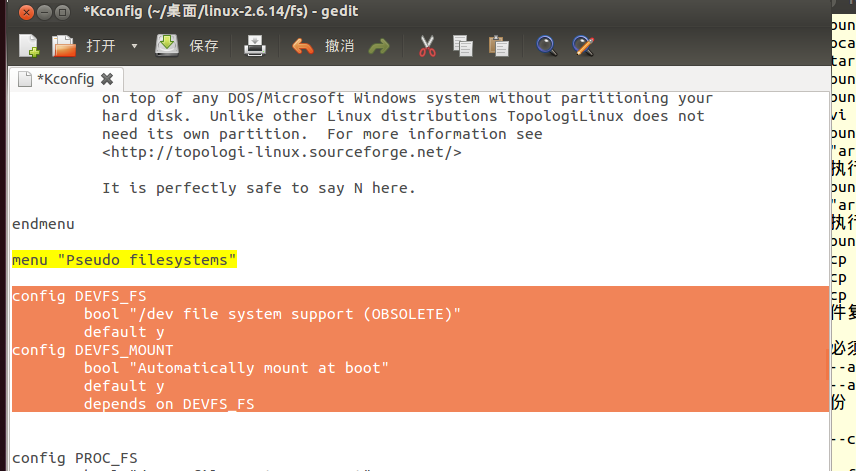 *Kconfig (~/桌面/linux-2.6.14/fs) - gedit
打开 保存 撤消
*Kconfig
on top of any DOS/Microsoft Windows system without partitioning your
hard disk.  Unlike other Linux distributions TopologiLinux does not
need its own partition.  For more information see
<http://topologi-linux.sourceforge.net/>
It is perfectly safe to say N here.
endmenu
menu "Pseudo filesystems"
config DEVFS_FS
bool "/dev file system support (OBSOLETE)"
default y
config DEVFS_MOUNT
bool "Automatically mount at boot"
default y
depends on DEVFS_FS
config PROC_FS
oun
oca
tar
oun
oun
vi
oun
"ar
执行
oun
"ar
执行
oun
cp
cp
cp
件复
必须
--a
--a
份
--c